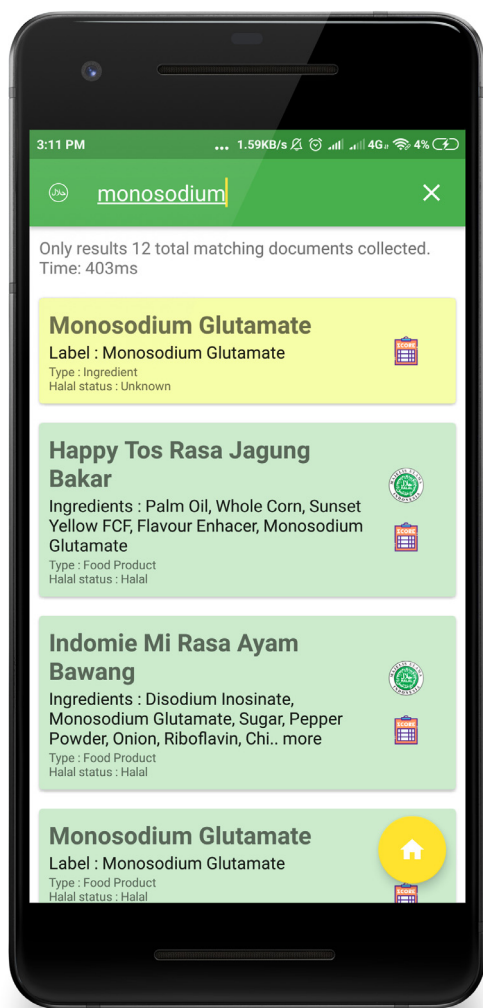 3:11 PM ... 1.59KB/s 4G 4%
monosodium
Only results 12 total matching documents collected.
Time: 403ms
Monosodium Glutamate
Label : Monosodium Glutamate
Type : Ingredient
Halal status : Unknown
SCORE
Happy Tos Rasa Jagung
Bakar
Ingredients : Palm Oil, Whole Corn, Sunset
Yellow FCF, Flavour Enhacer, Monosodium
Glutamate
Type : Food Product
Halal status : Halal
SCORE
Indomie Mi Rasa Ayam
Bawang
Ingredients : Disodium Inosinate,
Monosodium Glutamate, Sugar, Pepper
Powder, Onion, Riboflavin, Chi.. more
Type : Food Product
Halal status : Halal
SCORE
Monosodium Glutamate
Label : Monosodium Glutamate
Type : Food Product
Halal status : Halal